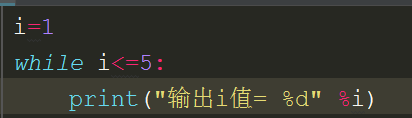 i=1
while i<=5:
    print("输出i值= %d" %i)